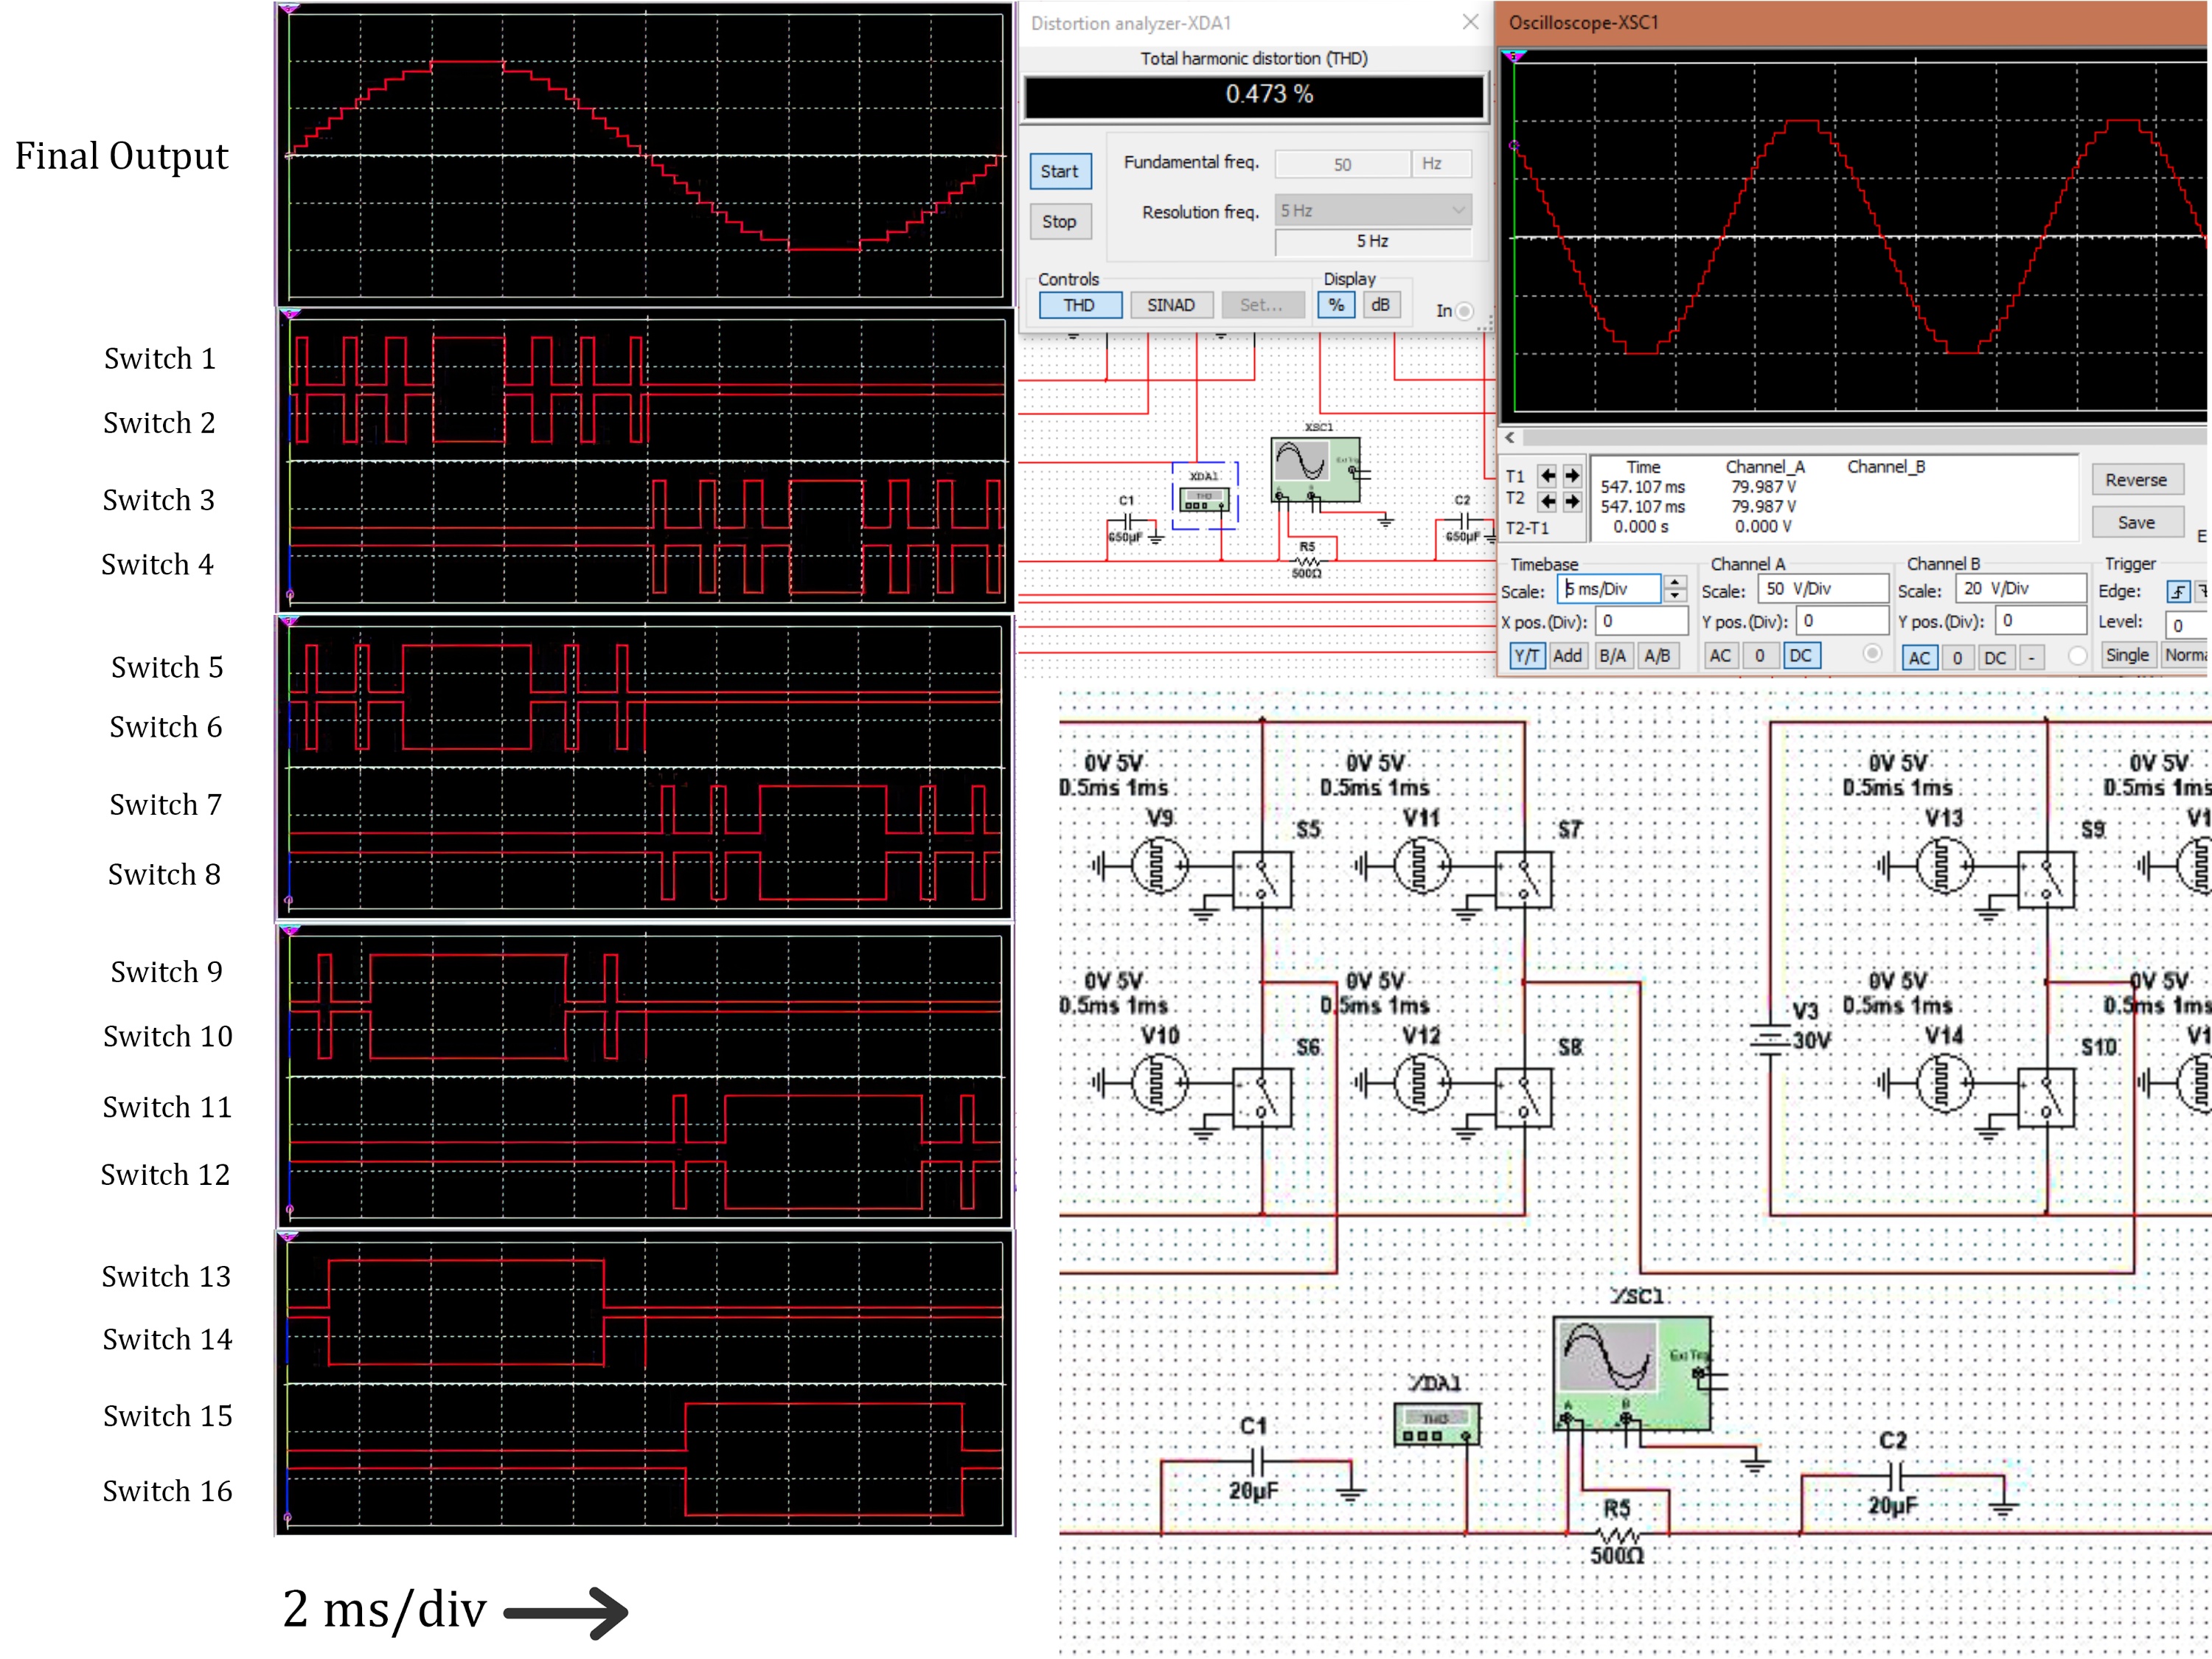 Final Output
Switch 1
Switch 2
Switch 3
Switch 4
Switch 5
Switch 6
Switch 7
Switch 8
Switch 9
Switch 10
Switch 11
Switch 12
Switch 13
Switch 14
Switch 15
Switch 16
2 ms/div
Distortion analyzer-XDA1
Total harmonic distortion (THD)
0.473 %
Start
Fundamental freq. 50 Hz
Stop
Resolution freq. 5 Hz
5 Hz
Controls
Display
THD SINAD Set... % dB In
XSC1
XDA1
THD
Ext Trig
A B
C1
650µF
R5
500Ω
C2
650µF
Oscilloscope-XSC1
Time Channel_A Channel_B
T1 547.107 ms 79.987 V
T2 547.107 ms 79.987 V
T2-T1 0.000 s 0.000 V
Reverse
Save
E
Timebase Channel A Channel B Trigger
Scale: 5 ms/Div Scale: 50 V/Div Scale: 20 V/Div Edge:
X pos.(Div): 0 Y pos.(Div): 0 Y pos.(Div): 0 Level: 0
Y/T Add B/A A/B AC 0 DC AC 0 DC - Single Norma
0V 5V 0V 5V 0V 5V 0V 5V
0.5ms 1ms 0.5ms 1ms 0.5ms 1ms 0.5ms 1ms
V9 S5 V11 S7 V13 S9 V1
0V 5V 0V 5V 0V 5V 0V 5V
0.5ms 1ms 0.5ms 1ms V3 0.5ms 1ms 0.5ms 1ms
V10 S6 V12 S8 30V V14 S10 V1
XSC1
Ext Trig
A B
XDA1
THD
C1
20µF
R5
500Ω
C2
20µF